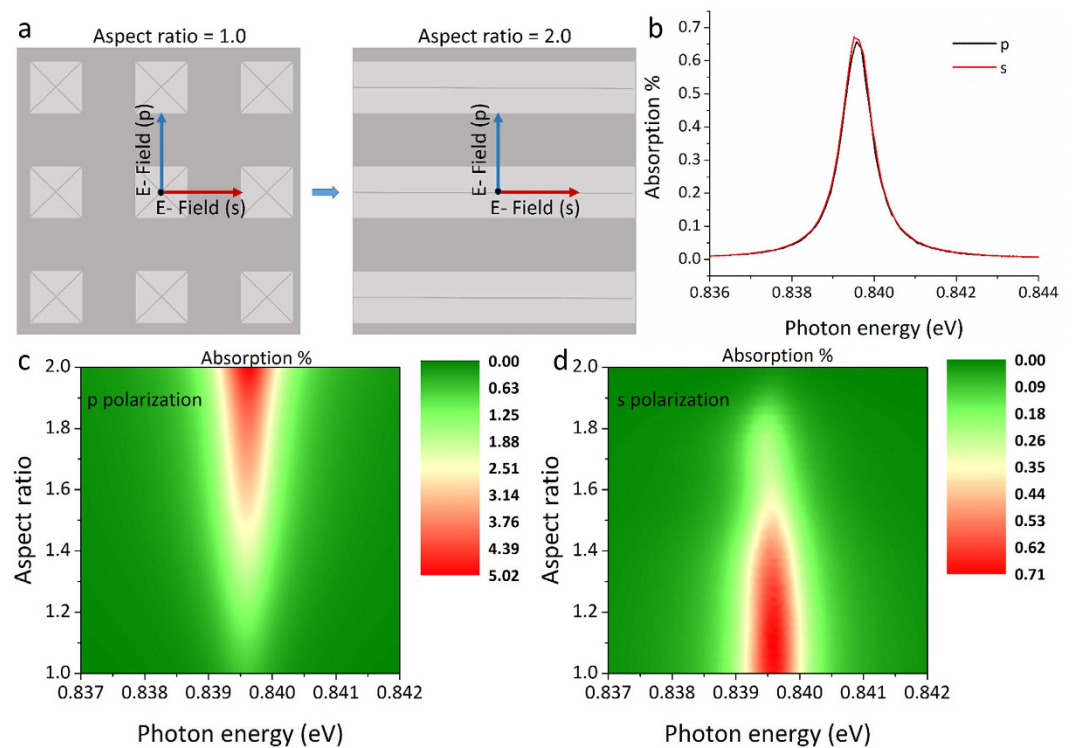 a
Aspect ratio = 1.0
Aspect ratio = 2.0
E- Field (p)
E- Field (s)
E- Field (p)
E- Field (s)
b
Absorption %
0.7
0.6
0.5
0.4
0.3
0.2
0.1
0.0
p
s
0.836
0.838
0.840
0.842
0.844
Photon energy (eV)
c
Absorption %
p polarization
Aspect ratio
2.0
1.8
1.6
1.4
1.2
1.0
0.837
0.838
0.839
0.840
0.841
0.842
Photon energy (eV)
0.00
0.63
1.25
1.88
2.51
3.14
3.76
4.39
5.02
d
Absorption %
s polarization
Aspect ratio
2.0
1.8
1.6
1.4
1.2
1.0
0.837
0.838
0.839
0.840
0.841
0.842
Photon energy (eV)
0.00
0.09
0.18
0.26
0.35
0.44
0.53
0.62
0.71